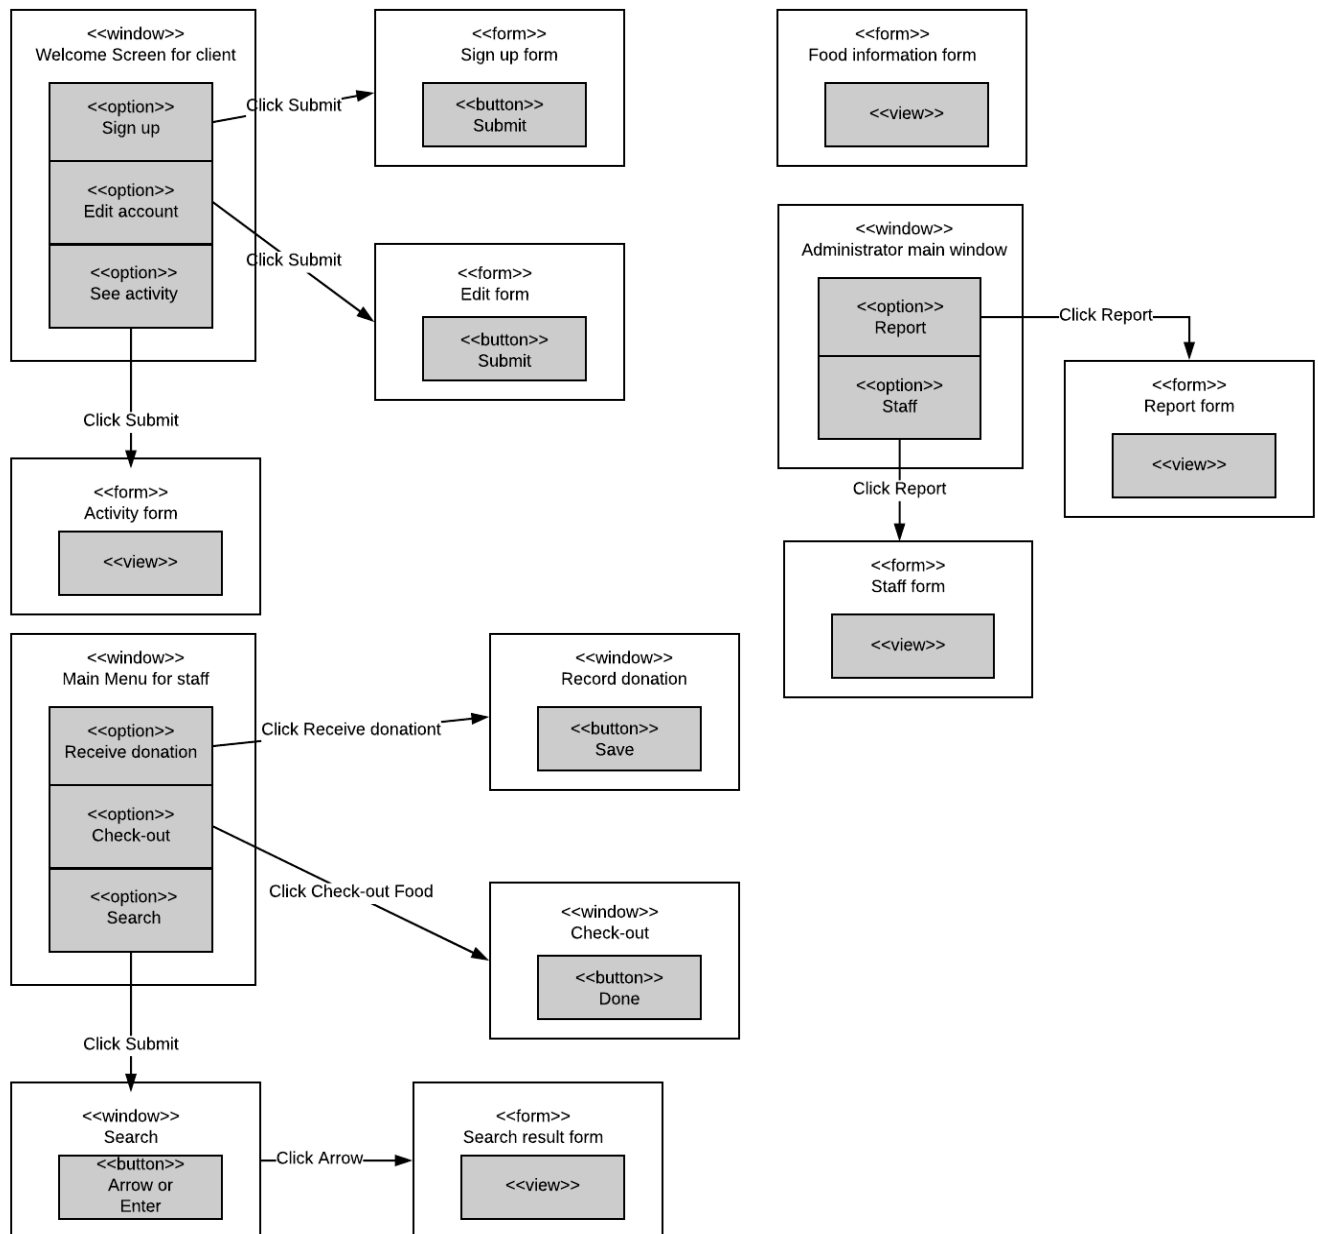 <<window>>
Welcome Screen for client
<<option>>
Sign up
<<option>>
Edit account
<<option>>
See activity
Click Submit
<<form>>
Sign up form
<<button>>
Submit
Click Submit
<<form>>
Edit form
<<button>>
Submit
Click Submit
<<form>>
Activity form
<<view>>
<<form>>
Food information form
<<view>>
<<window>>
Administrator main window
<<option>>
Report
<<option>>
Staff
Click Report
<<form>>
Report form
<<view>>
Click Report
<<form>>
Staff form
<<view>>
<<window>>
Main Menu for staff
<<option>>
Receive donation
<<option>>
Check-out
<<option>>
Search
Click Receive donationt
<<window>>
Record donation
<<button>>
Save
Click Check-out Food
<<window>>
Check-out
<<button>>
Done
Click Submit
<<window>>
Search
<<button>>
Arrow or
Enter
Click Arrow
<<form>>
Search result form
<<view>>